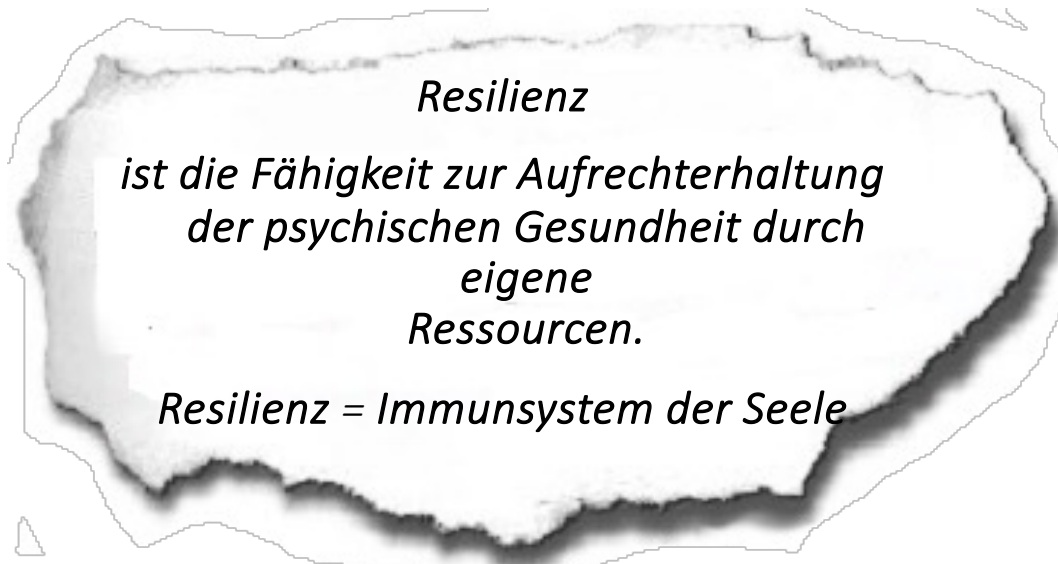 Resilienz
ist die Fähigkeit zur Aufrechterhaltung
der psychischen Gesundheit durch
eigene
Ressourcen.
Resilienz = Immunsystem der Seele